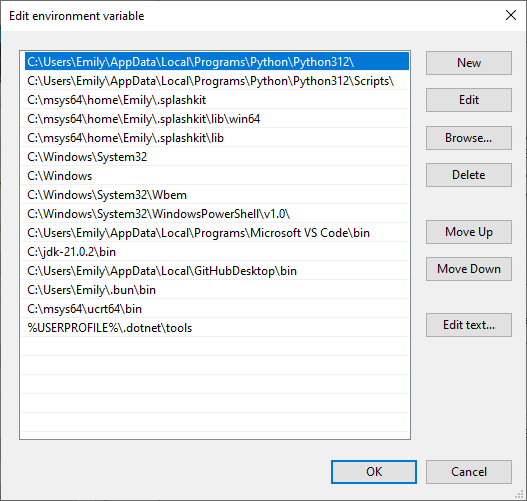 Edit environment variable
C:\Users\Emily\AppData\Local\Programs\Python\Python312\
C:\Users\Emily\AppData\Local\Programs\Python\Python312\Scripts\
C:\msys64\home\Emily\.splashkit
C:\msys64\home\Emily\.splashkit\lib\win64
C:\msys64\home\Emily\.splashkit\lib
C:\Windows\System32
C:\Windows
C:\Windows\System32\Wbem
C:\Windows\System32\WindowsPowerShell\v1.0\
C:\Users\Emily\AppData\Local\Programs\Microsoft VS Code\bin
C:\jdk-21.0.2\bin
C:\Users\Emily\AppData\Local\GitHubDesktop\bin
C:\Users\Emily\.bun\bin
C:\msys64\ucrt64\bin
%USERPROFILE%\.dotnet\tools
New
Edit
Browse...
Delete
Move Up
Move Down
Edit text...
OK
Cancel